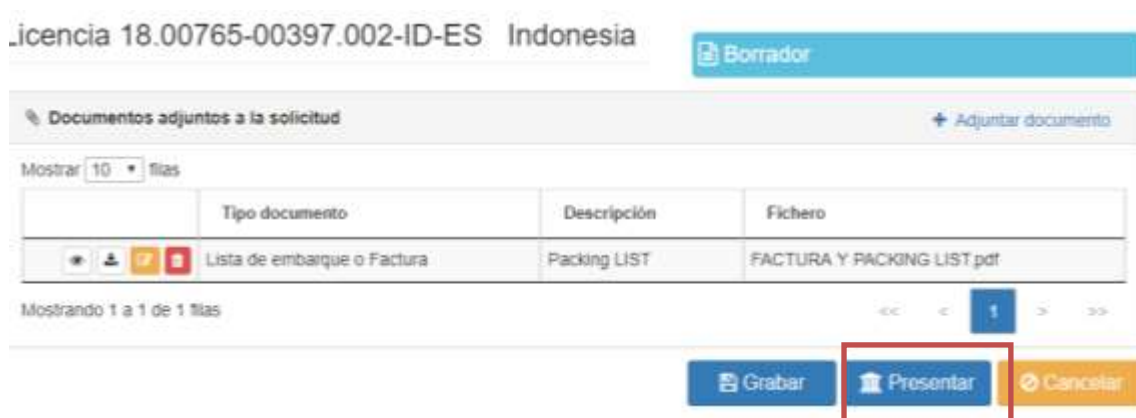 Licencia 18.00765-00397.002-ID-ES Indonesia
Borrador
Documentos adjuntos a la solicitud
Adjuntar documento
Mostrar 10 filas
Tipo documento Descripción Fichero
Lista de embarque o Factura Packing LIST FACTURA Y PACKING LIST.pdf
Mostrando 1 a 1 de 1 filas
<< < 1 > >>
Grabar Presentar Cancelar